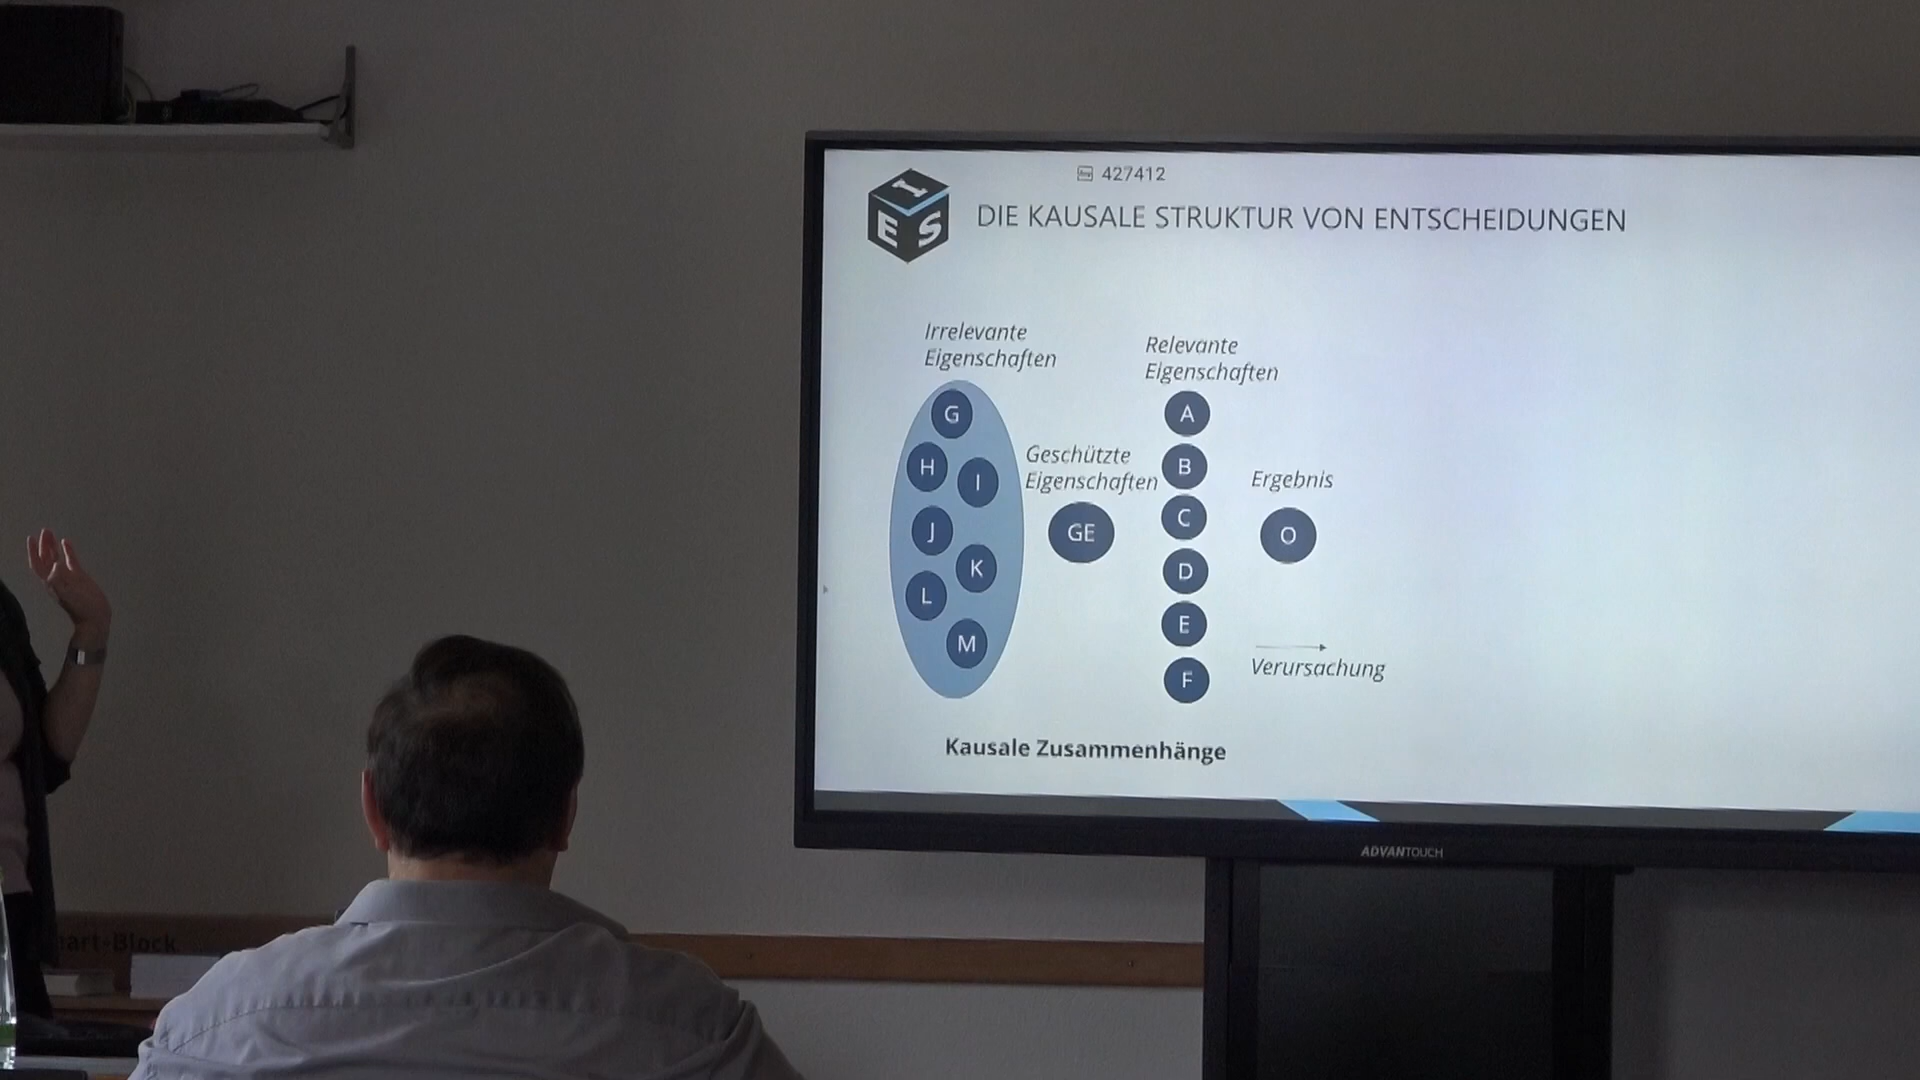 427412
I
E S
DIE KAUSALE STRUKTUR VON ENTSCHEIDUNGEN
Irrelevante
Eigenschaften
Relevante
Eigenschaften
G
H
I
J
K
L
M
Geschützte
Eigenschaften
GE
A
B
C
D
E
F
Ergebnis
O
Verursachung
Kausale Zusammenhänge
ADVANTOUCH